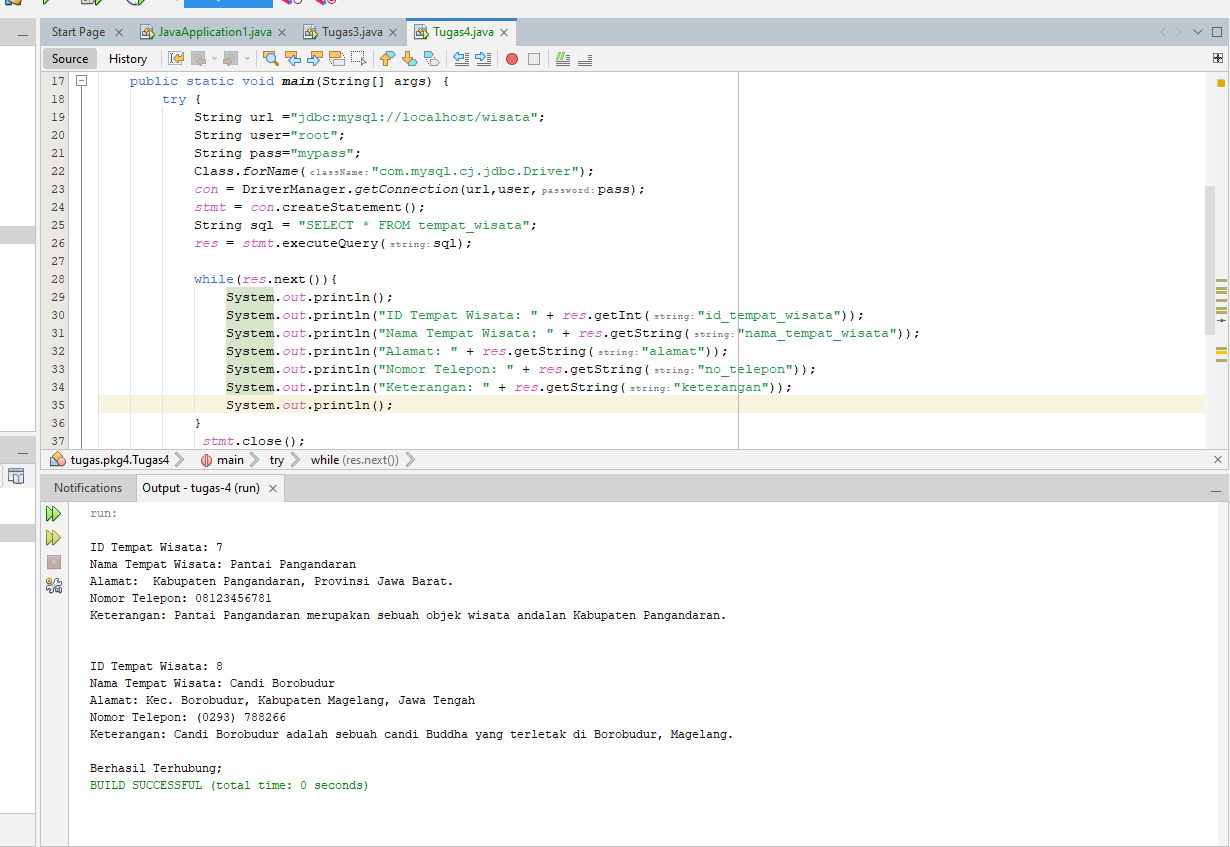 Start Page JavaApplication1.java Tugas3.java Tugas4.java
Source History
17 public static void main(String[] args) {
18 try {
19 String url ="jdbc:mysql://localhost/wisata";
20 String user="root";
21 String pass="mypass";
22 Class.forName(className:"com.mysql.cj.jdbc.Driver");
23 con = DriverManager.getConnection(url,user,password:pass);
24 stmt = con.createStatement();
25 String sql = "SELECT * FROM tempat_wisata";
26 res = stmt.executeQuery(string:sql);
27
28 while(res.next()){
29 System.out.println();
30 System.out.println("ID Tempat Wisata: " + res.getInt(string:"id_tempat_wisata"));
31 System.out.println("Nama Tempat Wisata: " + res.getString(string:"nama_tempat_wisata"));
32 System.out.println("Alamat: " + res.getString(string:"alamat"));
33 System.out.println("Nomor Telepon: " + res.getString(string:"no_telepon"));
34 System.out.println("Keterangan: " + res.getString(string:"keterangan"));
35 System.out.println();
36 }
37 stmt.close();
tugas.pkg4.Tugas4 main try while (res.next())
Notifications Output - tugas-4 (run)
run:
ID Tempat Wisata: 7
Nama Tempat Wisata: Pantai Pangandaran
Alamat:  Kabupaten Pangandaran, Provinsi Jawa Barat.
Nomor Telepon: 08123456781
Keterangan: Pantai Pangandaran merupakan sebuah objek wisata andalan Kabupaten Pangandaran.
ID Tempat Wisata: 8
Nama Tempat Wisata: Candi Borobudur
Alamat: Kec. Borobudur, Kabupaten Magelang, Jawa Tengah
Nomor Telepon: (0293) 788266
Keterangan: Candi Borobudur adalah sebuah candi Buddha yang terletak di Borobudur, Magelang.
Berhasil Terhubung;
BUILD SUCCESSFUL (total time: 0 seconds)